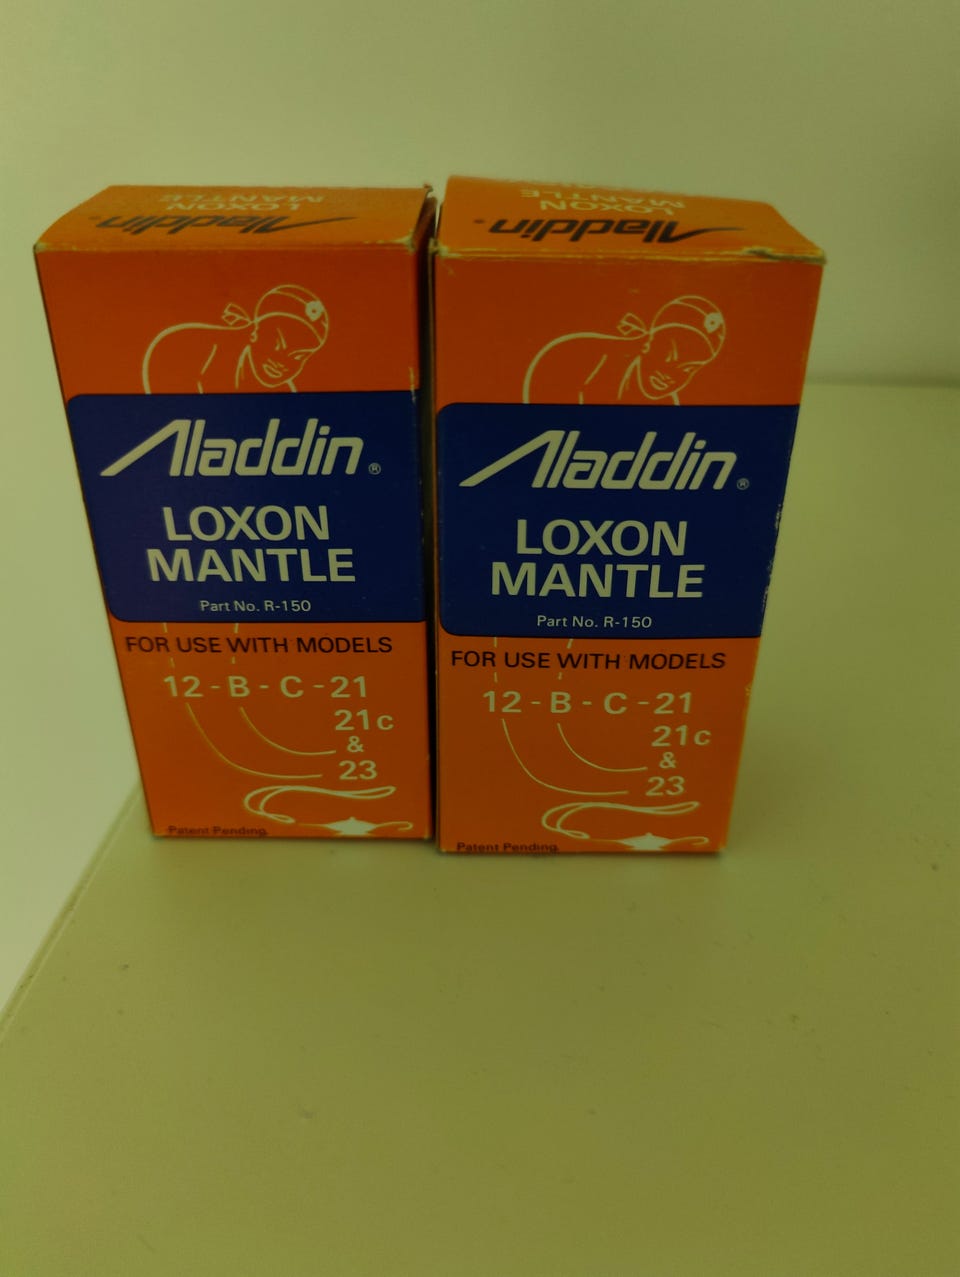 Aladdin®
LOXON
MANTLE
Aladdin®
LOXON
MANTLE
Part No. R-150
FOR USE WITH MODELS
12-B-C-21
21c
&
23
Patent Pending.
Aladdin®
LOXON
MANTLE
Aladdin®
LOXON
MANTLE
Part No. R-150
FOR USE WITH MODELS
12-B-C-21
21c
&
23
Patent Pending.